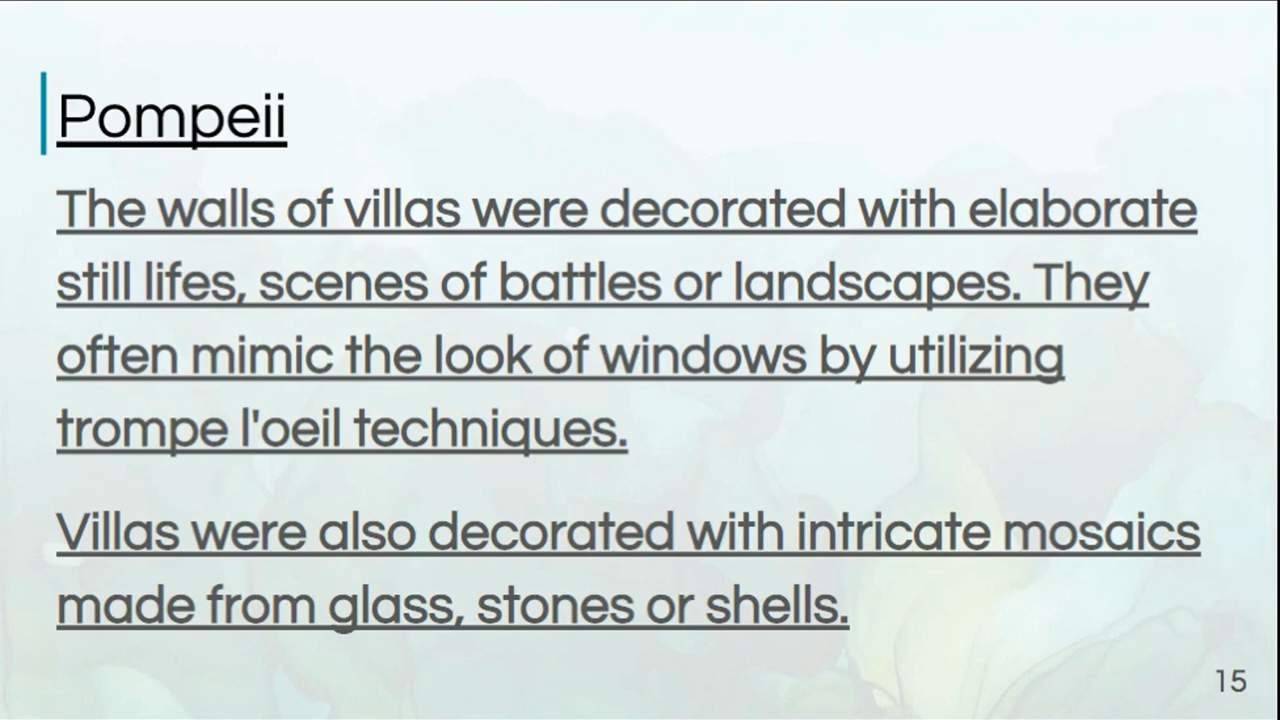 Pompeii
The walls of villas were decorated with elaborate
still lifes, scenes of battles or landscapes. They
often mimic the look of windows by utilizing
trompe l'oeil techniques.
Villas were also decorated with intricate mosaics
made from glass, stones or shells.
15